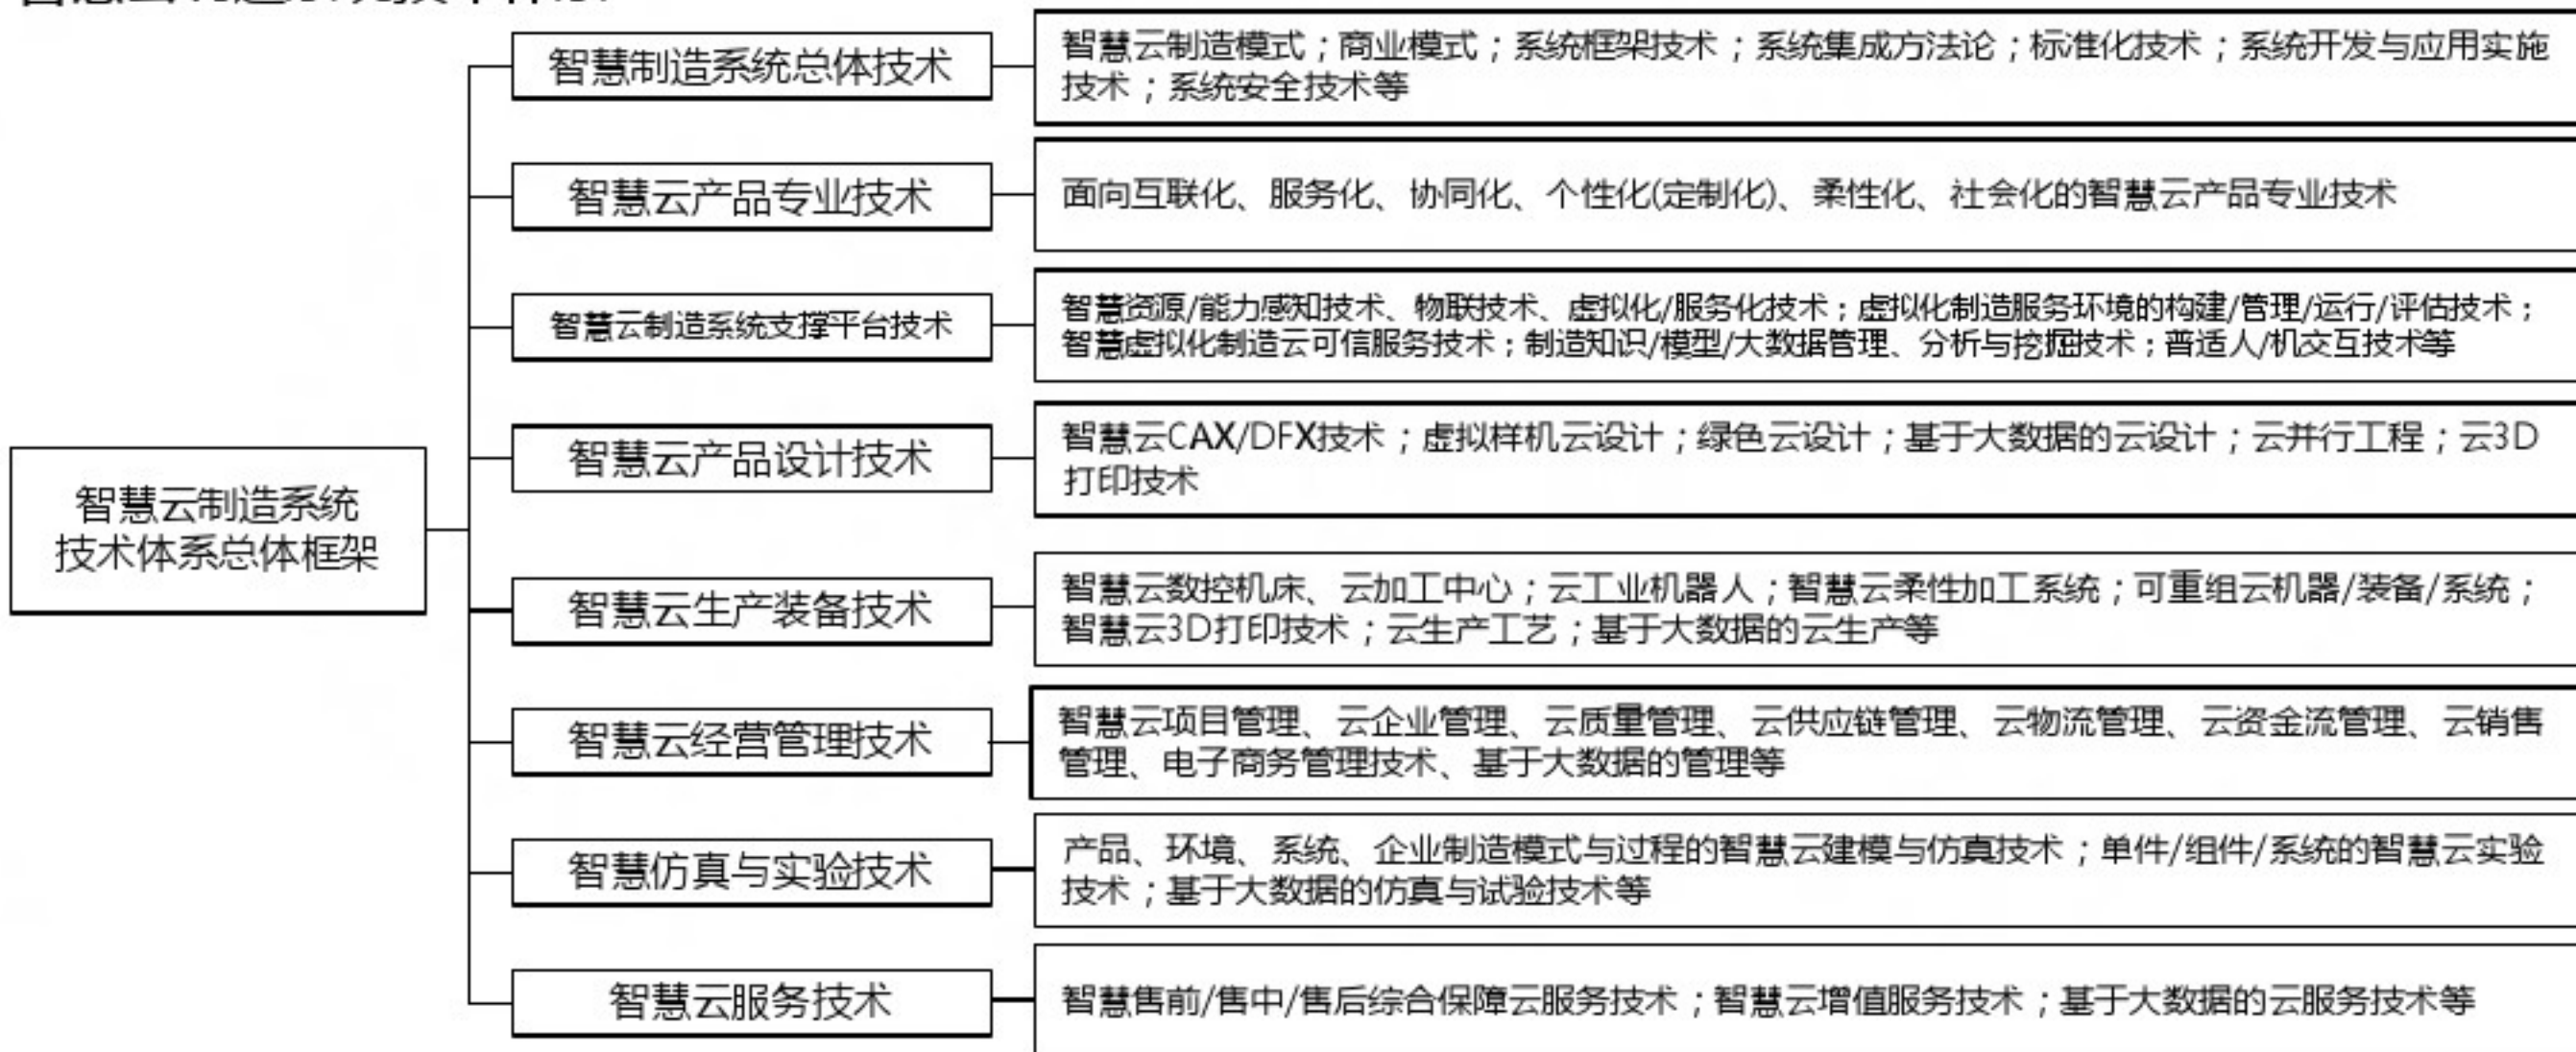 智慧制造系统总体技术
智慧云制造模式；商业模式；系统框架技术；系统集成方法论；标准化技术；系统开发与应用实施
技术；系统安全技术等
智慧云产品专业技术
面向互联化、服务化、协同化、个性化(定制化)、柔性化、社会化的智慧云产品专业技术
智慧云制造系统支撑平台技术
智慧资源/能力感知技术、物联技术、虚拟化/服务化技术；虚拟化制造服务环境的构建/管理/运行/评估技术；
智慧虚拟化制造云可信服务技术；制造知识/模型/大数据管理、分析与挖掘技术；普适人/机交互技术等
智慧云产品设计技术
智慧云CAX/DFX技术；虚拟样机云设计；绿色云设计；基于大数据的云设计；云并行工程；云3D
打印技术
智慧云制造系统
技术体系总体框架
智慧云生产装备技术
智慧云数控机床、云加工中心；云工业机器人；智慧云柔性加工系统；可重组云机器/装备/系统；
智慧云3D打印技术；云生产工艺；基于大数据的云生产等
智慧云经营管理技术
智慧云项目管理、云企业管理、云质量管理、云供应链管理、云物流管理、云资金流管理、云销售
管理、电子商务管理技术、基于大数据的管理等
智慧仿真与实验技术
产品、环境、系统、企业制造模式与过程的智慧云建模与仿真技术；单件/组件/系统的智慧云实验
技术；基于大数据的仿真与试验技术等
智慧云服务技术
智慧售前/售中/售后综合保障云服务技术；智慧云增值服务技术；基于大数据的云服务技术等